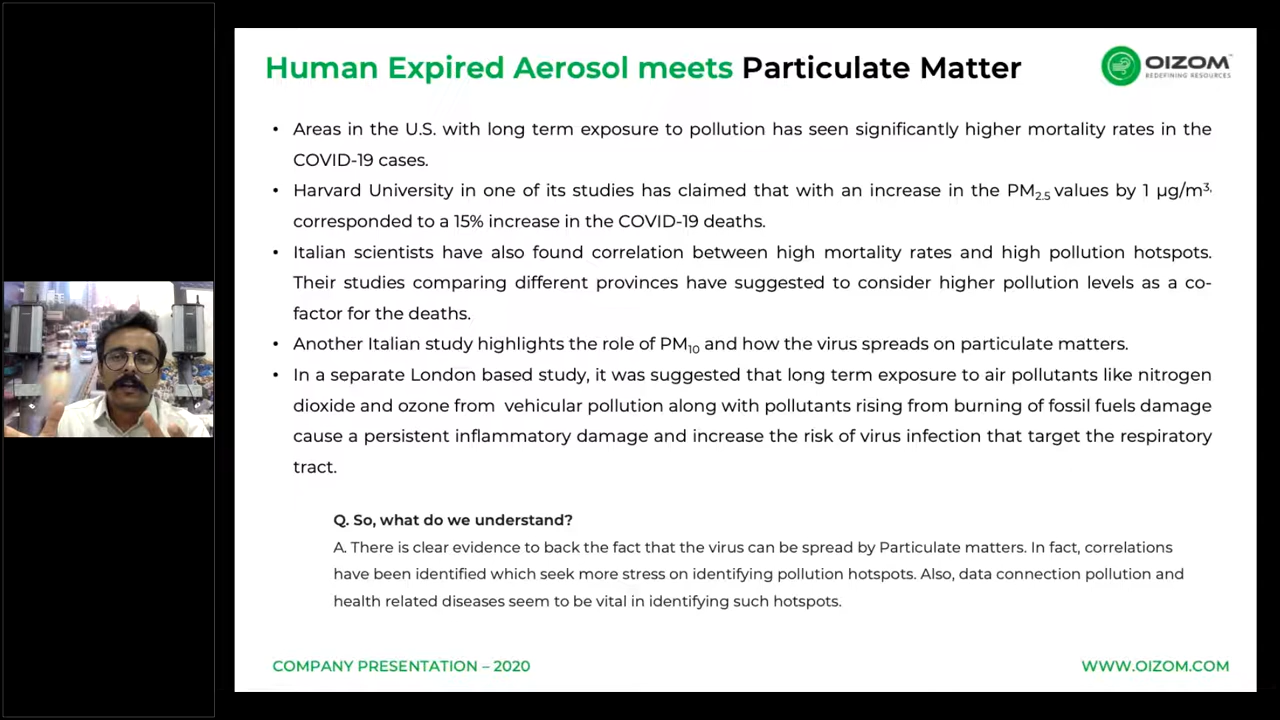 Human Expired Aerosol meets Particulate Matter
OIZOM™
REDEFINING RESOURCES
• Areas in the U.S. with long term exposure to pollution has seen significantly higher mortality rates in the
COVID-19 cases.
• Harvard University in one of its studies has claimed that with an increase in the PM2.5 values by 1 µg/m³,
corresponded to a 15% increase in the COVID-19 deaths.
• Italian scientists have also found correlation between high mortality rates and high pollution hotspots.
Their studies comparing different provinces have suggested to consider higher pollution levels as a co-
factor for the deaths.
• Another Italian study highlights the role of PM10 and how the virus spreads on particulate matters.
• In a separate London based study, it was suggested that long term exposure to air pollutants like nitrogen
dioxide and ozone from vehicular pollution along with pollutants rising from burning of fossil fuels damage
cause a persistent inflammatory damage and increase the risk of virus infection that target the respiratory
tract.
Q. So, what do we understand?
A. There is clear evidence to back the fact that the virus can be spread by Particulate matters. In fact, correlations
have been identified which seek more stress on identifying pollution hotspots. Also, data connection pollution and
health related diseases seem to be vital in identifying such hotspots.
COMPANY PRESENTATION – 2020
WWW.OIZOM.COM